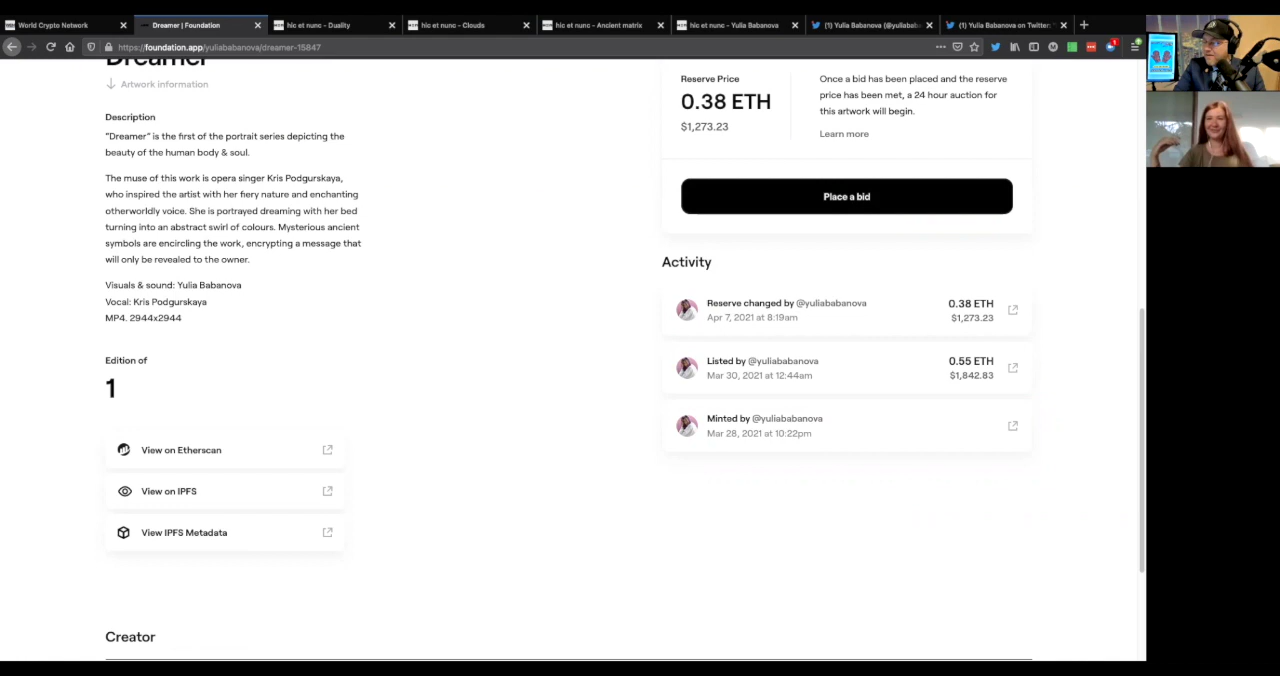 World Crypto Network
Dreamer | Foundation
hic et nunc - Duality
hic et nunc - Clouds
hic et nunc - Ancient matrix
hic et nunc - Yulia Babanova
(1) Yulia Babanova (@yuliabab
(1) Yulia Babanova on Twitter:
https://foundation.app/yuliababanova/dreamer-15847
Dreamer
Artwork information
Description
"Dreamer" is the first of the portrait series depicting the
beauty of the human body & soul.
The muse of this work is opera singer Kris Podgurskaya,
who inspired the artist with her fiery nature and enchanting
otherworldly voice. She is portrayed dreaming with her bed
turning into an abstract swirl of colours. Mysterious ancient
symbols are encircling the work, encrypting a message that
will only be revealed to the owner.
Visuals & sound: Yulia Babanova
Vocal: Kris Podgurskaya
MP4. 2944x2944
Edition of
1
View on Etherscan
View on IPFS
View IPFS Metadata
Reserve Price
0.38 ETH
$1,273.23
Once a bid has been placed and the reserve
price has been met, a 24 hour auction for
this artwork will begin.
Learn more
Place a bid
Activity
Reserve changed by @yuliababanova
Apr 7, 2021 at 8:19am
0.38 ETH
$1,273.23
Listed by @yuliababanova
Mar 30, 2021 at 12:44am
0.55 ETH
$1,842.83
Minted by @yuliababanova
Mar 28, 2021 at 10:22pm
Creator